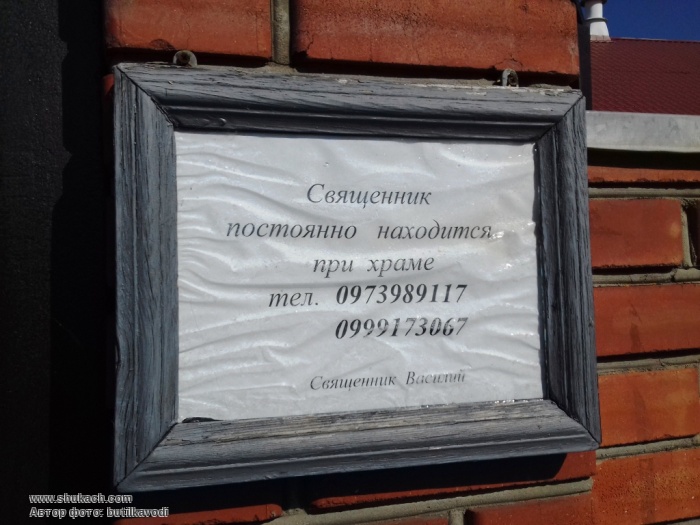 Священник
постоянно находится
при храме
тел. 0973989117
0999173067
Священник Василий
www.shukach.com
Автор фото: butilkavodi